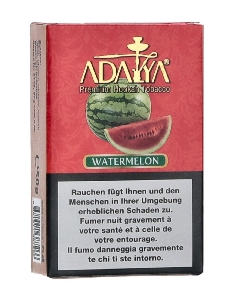 ADALYA®
Premium Hookah Tobacco
WATERMELON
Rauchen fügt Ihnen und den
Menschen in Ihrer Umgebung
erheblichen Schaden zu.
Fumer nuit gravement à
votre santé et à celle de
votre entourage.
Il fumo danneggia gravemente
te chi ti ste intorno.